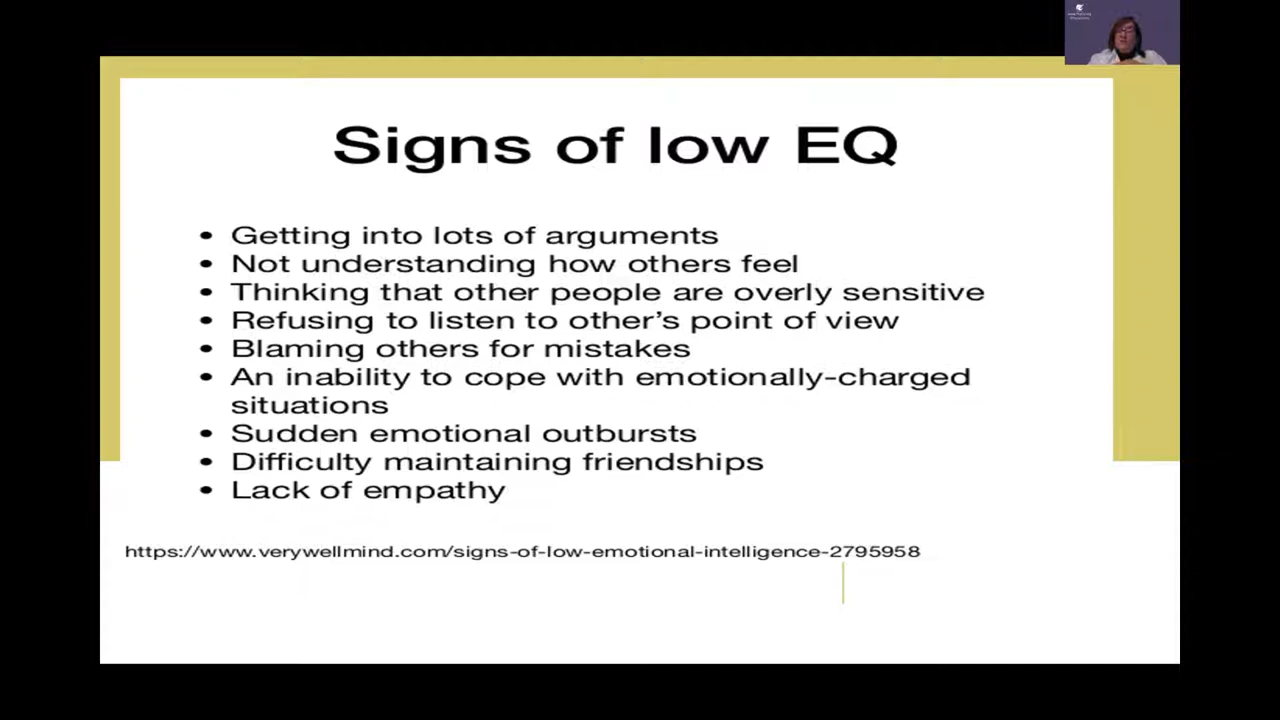 Signs of low EQ
• Getting into lots of arguments
• Not understanding how others feel
• Thinking that other people are overly sensitive
• Refusing to listen to other’s point of view
• Blaming others for mistakes
• An inability to cope with emotionally-charged
situations
• Sudden emotional outbursts
• Difficulty maintaining friendships
• Lack of empathy
https://www.verywellmind.com/signs-of-low-emotional-intelligence-2795958